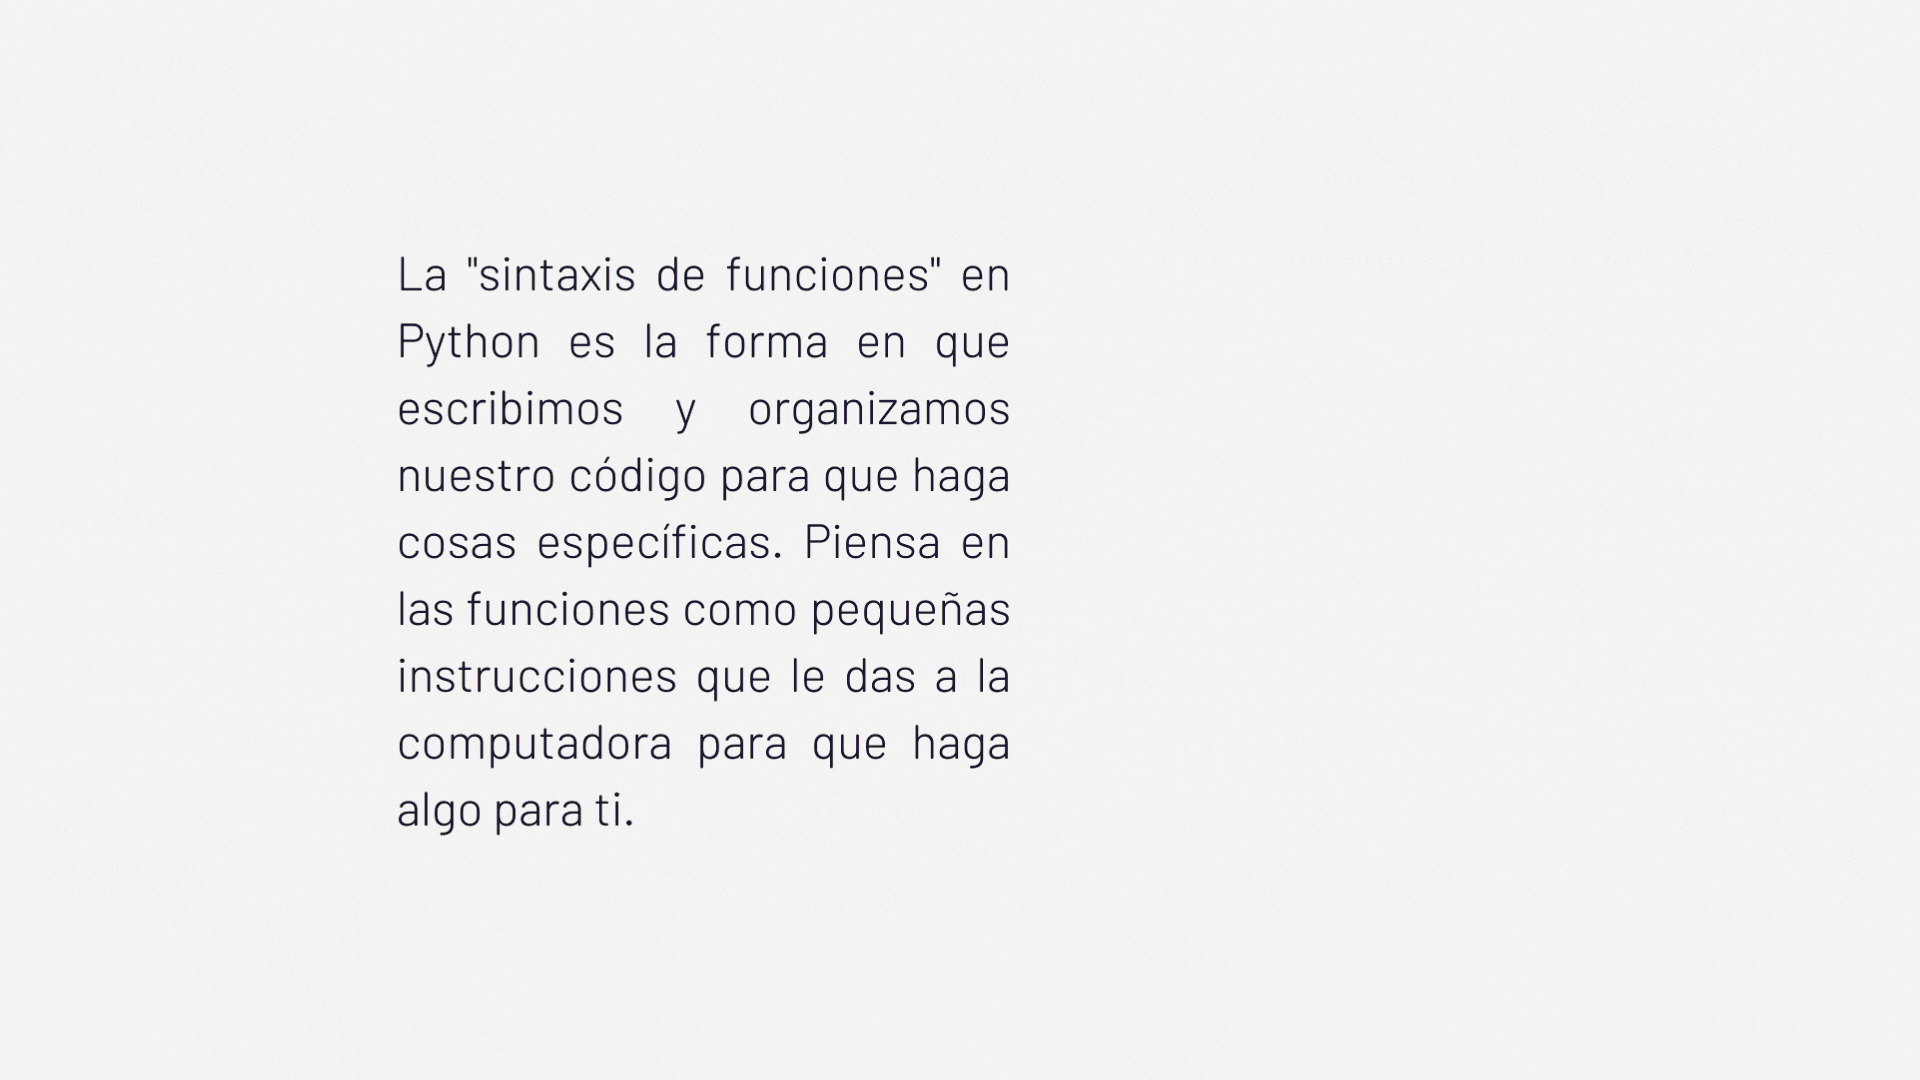 La "sintaxis de funciones" en
Python es la forma en que
escribimos y organizamos
nuestro código para que haga
cosas específicas. Piensa en
las funciones como pequeñas
instrucciones que le das a la
computadora para que haga
algo para ti.